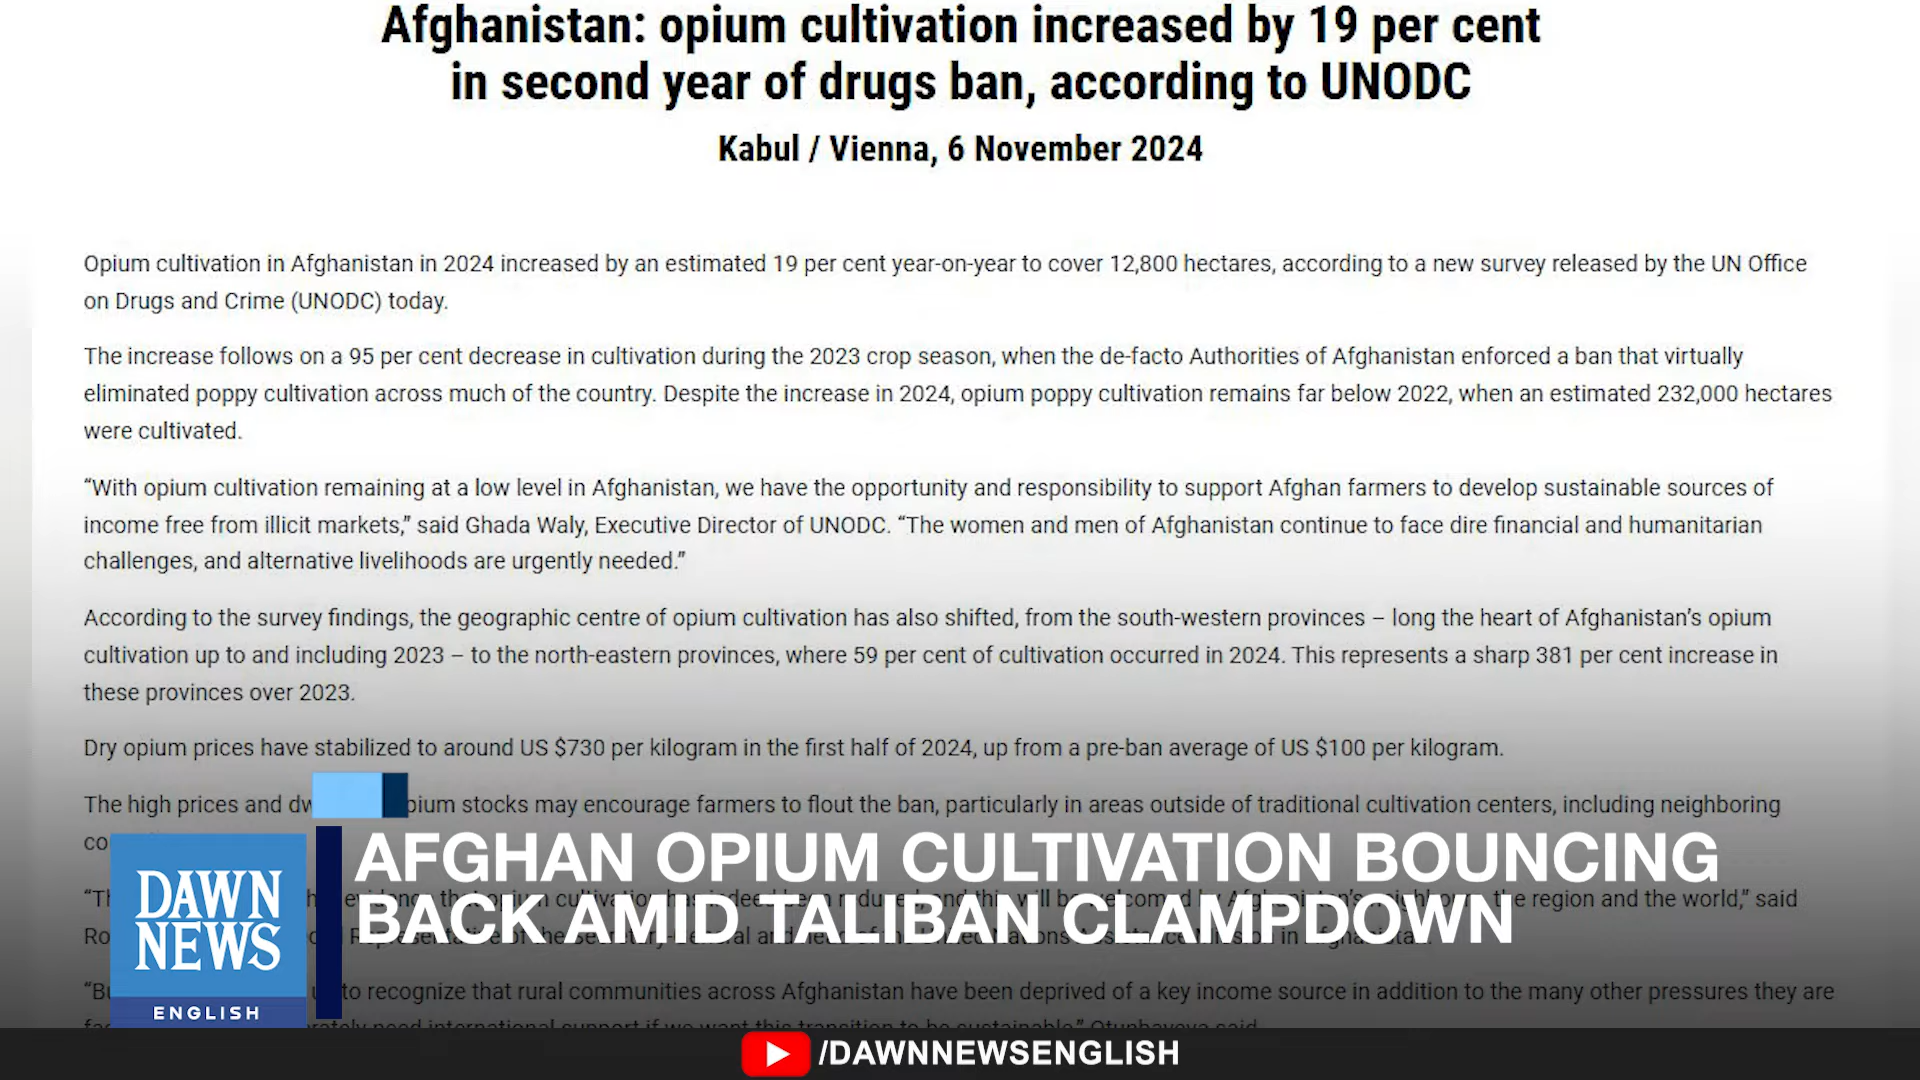 Afghanistan: opium cultivation increased by 19 per cent
in second year of drugs ban, according to UNODC
Kabul / Vienna, 6 November 2024
Opium cultivation in Afghanistan in 2024 increased by an estimated 19 per cent year-on-year to cover 12,800 hectares, according to a new survey released by the UN Office
on Drugs and Crime (UNODC) today.
The increase follows on a 95 per cent decrease in cultivation during the 2023 crop season, when the de-facto Authorities of Afghanistan enforced a ban that virtually
eliminated poppy cultivation across much of the country. Despite the increase in 2024, opium poppy cultivation remains far below 2022, when an estimated 232,000 hectares
were cultivated.
“With opium cultivation remaining at a low level in Afghanistan, we have the opportunity and responsibility to support Afghan farmers to develop sustainable sources of
income free from illicit markets,” said Ghada Waly, Executive Director of UNODC. “The women and men of Afghanistan continue to face dire financial and humanitarian
challenges, and alternative livelihoods are urgently needed.”
According to the survey findings, the geographic centre of opium cultivation has also shifted, from the south-western provinces – long the heart of Afghanistan’s opium
cultivation up to and including 2023 – to the north-eastern provinces, where 59 per cent of cultivation occurred in 2024. This represents a sharp 381 per cent increase in
these provinces over 2023.
Dry opium prices have stabilized to around US $730 per kilogram in the first half of 2024, up from a pre-ban average of US $100 per kilogram.
The high prices and stocks may encourage farmers to flout the ban, particularly in areas outside of traditional cultivation centers, including neighboring
AFGHAN OPIUM CULTIVATION BOUNCING
BACK AMID TALIBAN CLAMPDOWN
the region and the world,” said
to recognize that rural communities across Afghanistan have been deprived of a key income source in addition to the many other pressures they are
need international support if we want this transition to be sustainable,” Otunbayeva said
DAWN
NEWS
ENGLISH
/DAWNNEWSENGLISH